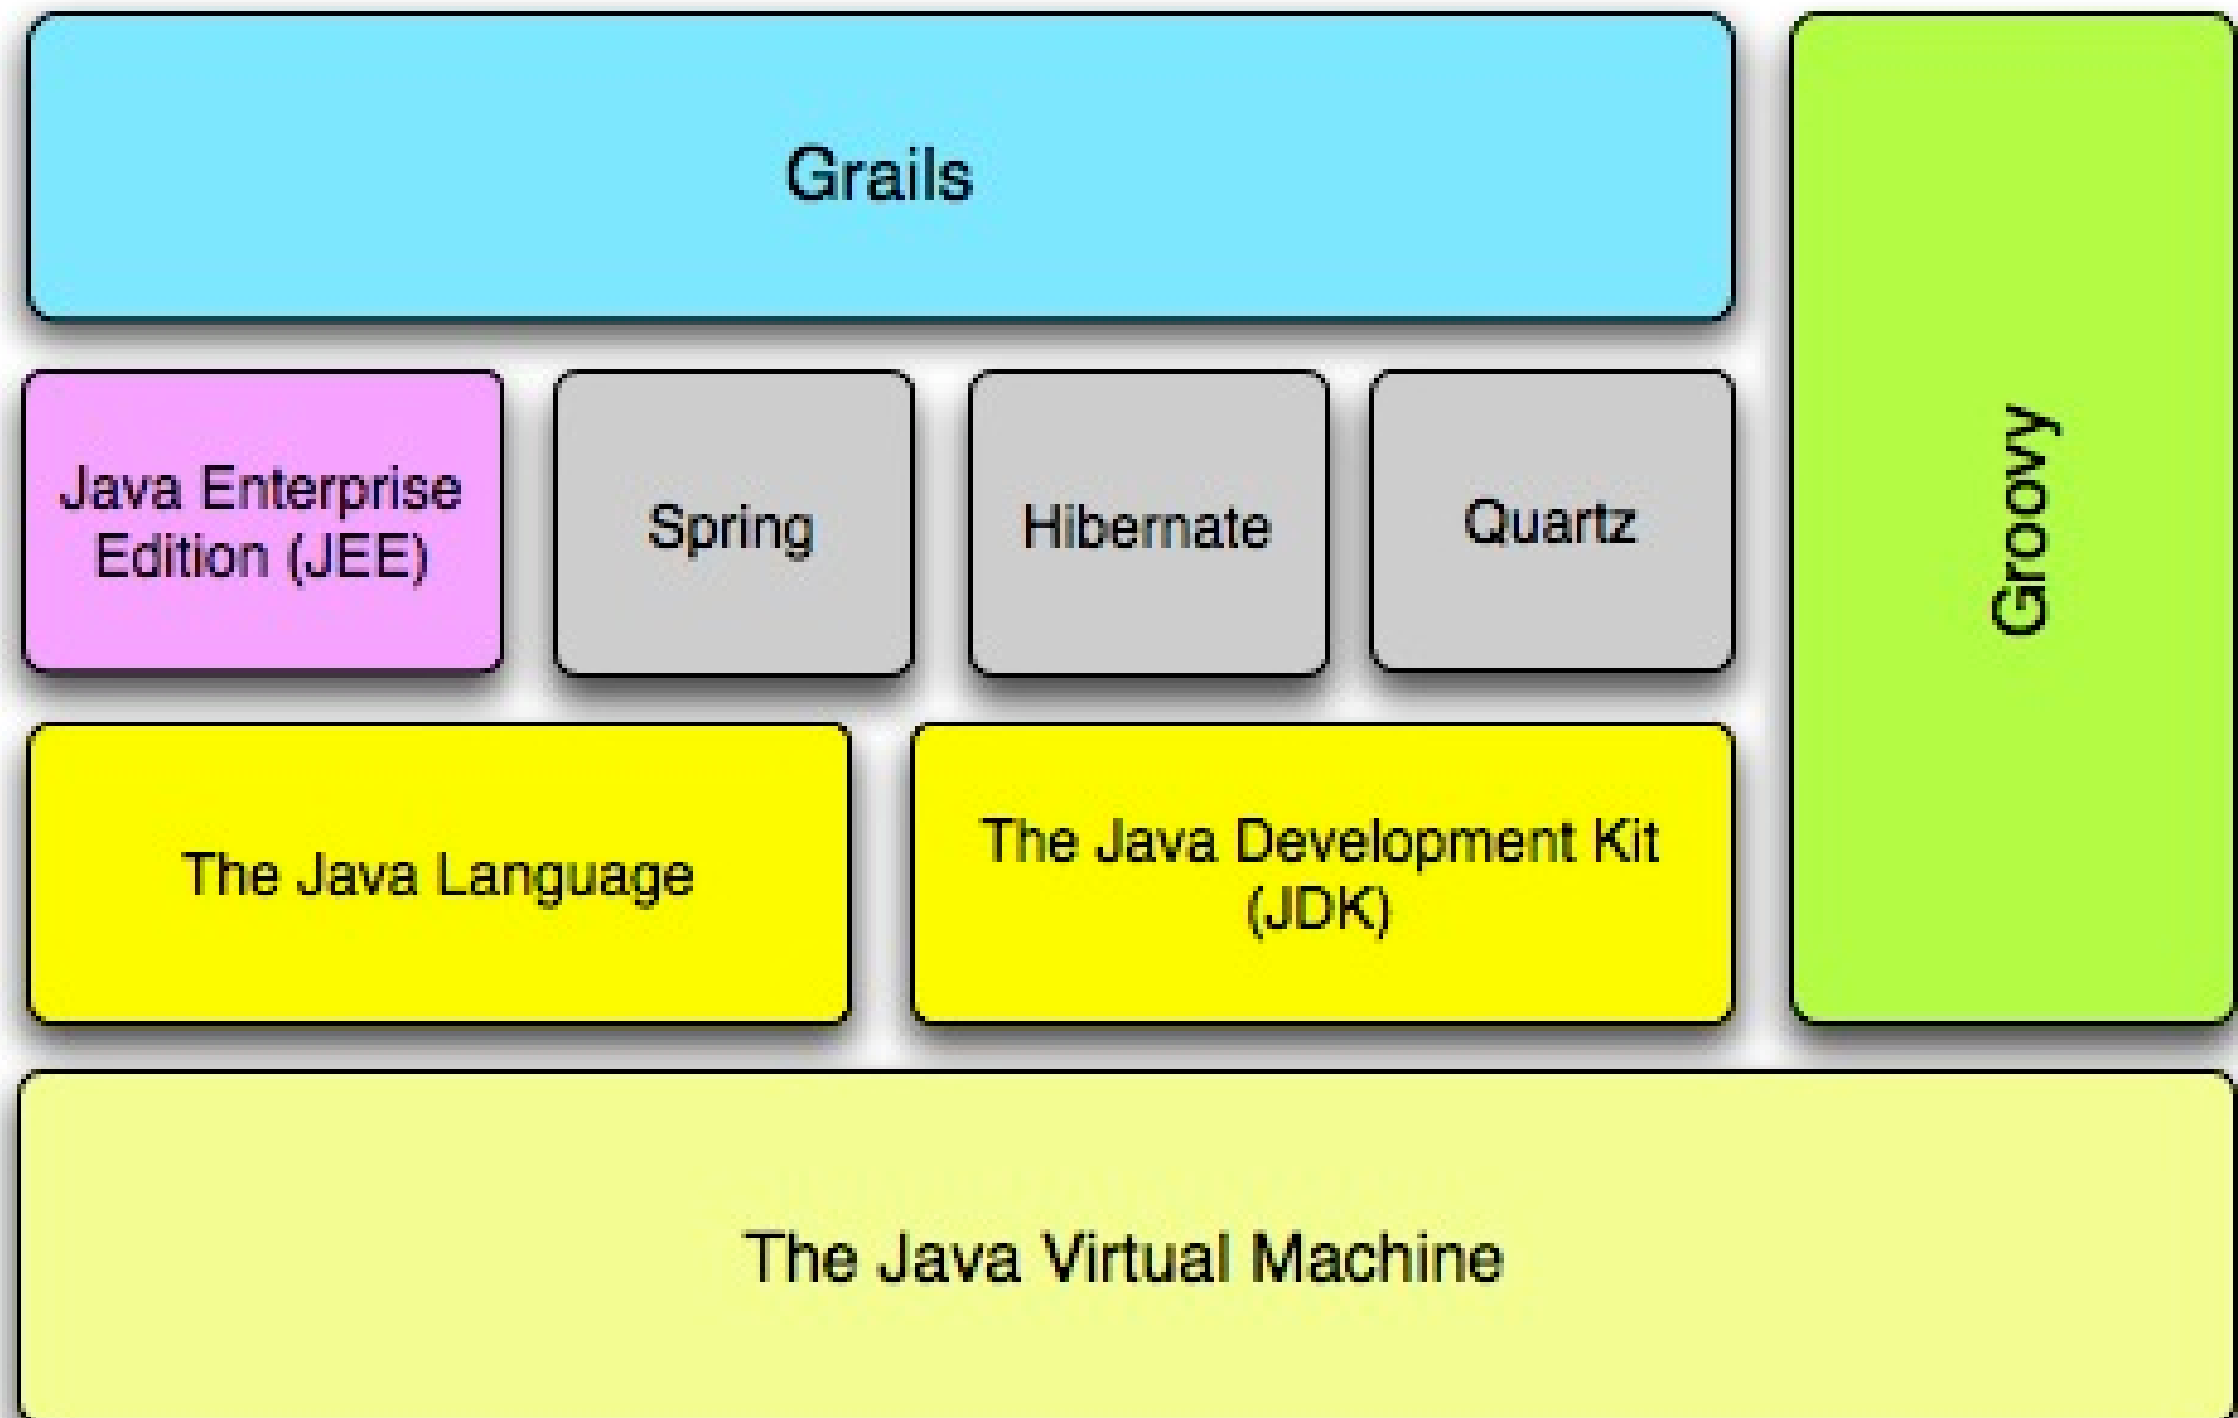 Grails
Java Enterprise
Edition (JEE)
Spring
Hibernate
Quartz
Groovy
The Java Language
The Java Development Kit
(JDK)
The Java Virtual Machine